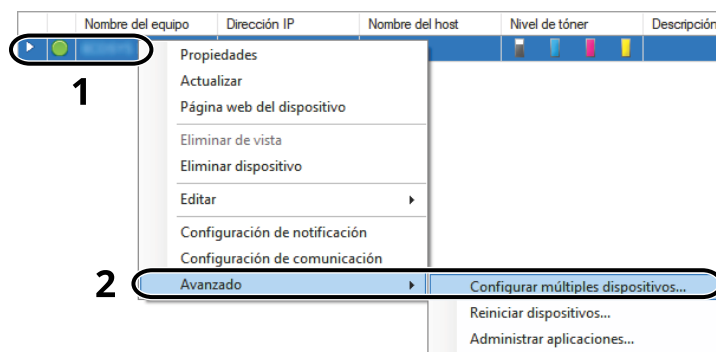 Nombre del equipo Dirección IP Nombre del host Nivel de tóner Descripción
1
Propiedades
Actualizar
Página web del dispositivo
Eliminar de vista
Eliminar dispositivo
Editar
Configuración de notificación
Configuración de comunicación
2 Avanzado Configurar múltiples dispositivos...
Reiniciar dispositivos...
Administrar aplicaciones...